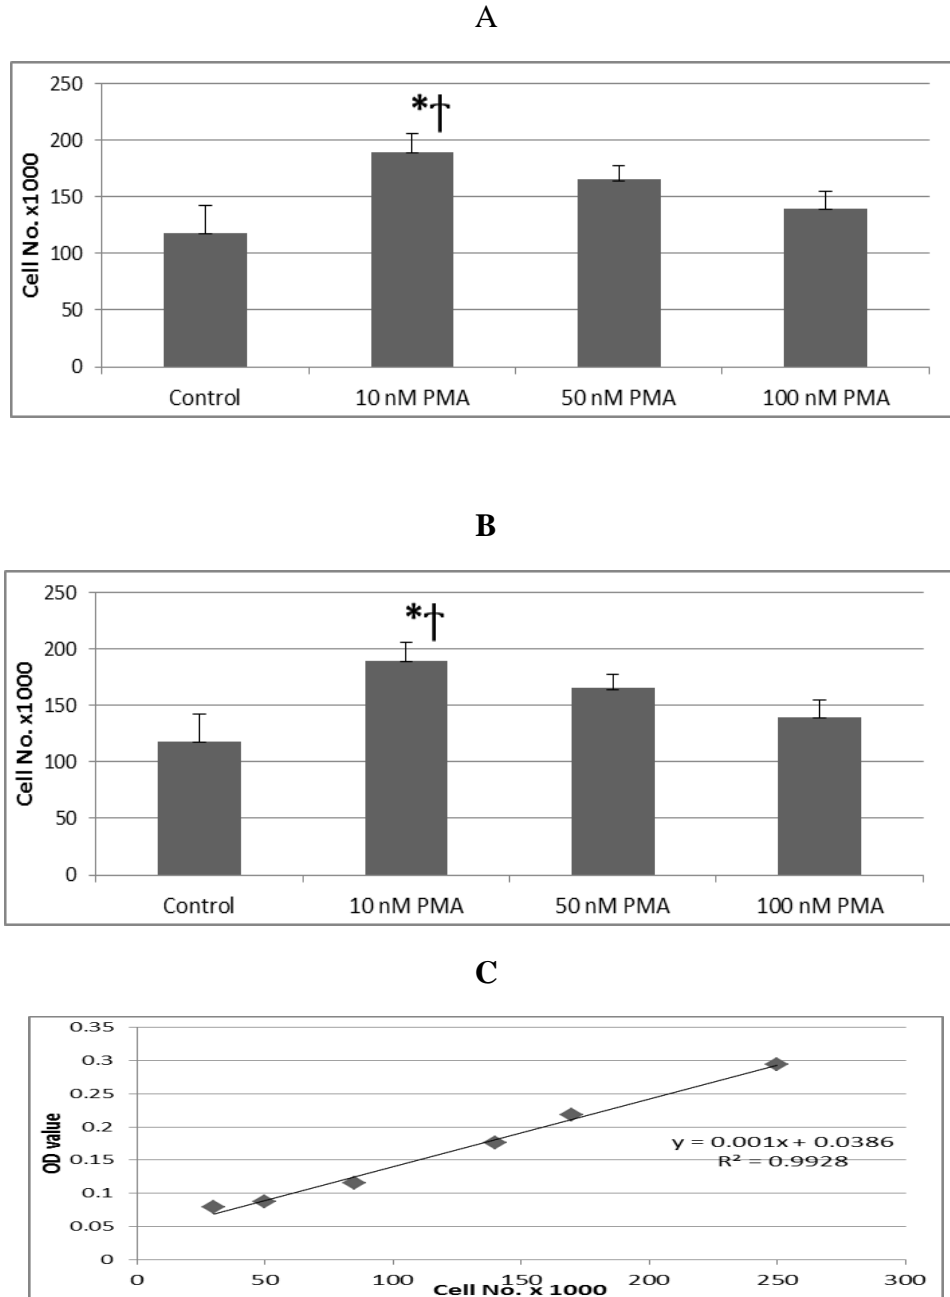 A
250
200
150
100
50
0
Cell No. x1000
*†
Control 10 nM PMA 50 nM PMA 100 nM PMA
B
250
200
150
100
50
0
Cell No. x1000
*†
Control 10 nM PMA 50 nM PMA 100 nM PMA
C
0.35
0.3
0.25
0.2
0.15
0.1
0.05
0
OD value
y = 0.001x + 0.0386
R² = 0.9928
0 50 100 150 200 250 300
Cell No. x 1000